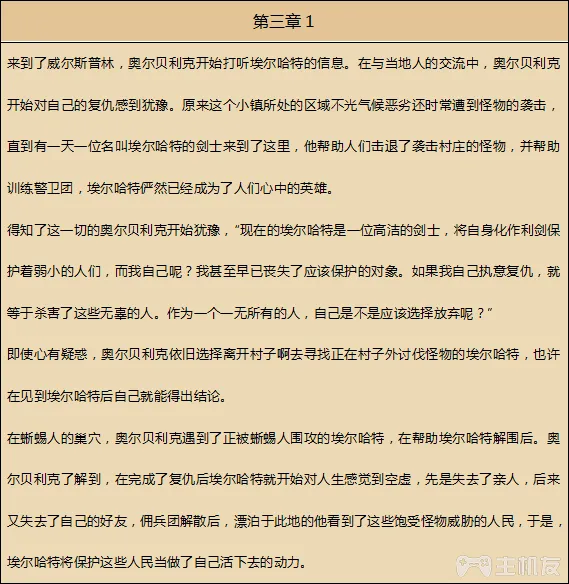 第三章 1
来到了威尔斯普林，奥尔贝利克开始打听埃尔哈特的信息。在与当地人的交流中，奥尔贝利克
开始对自己的复仇感到犹豫。原来这个小镇所处的区域不光气候恶劣还时常遭到怪物的袭击，
直到有一天一位名叫埃尔哈特的剑士来到了这里，他帮助人们击退了袭击村庄的怪物，并帮助
训练警卫团，埃尔哈特俨然已经成为了人们心中的英雄。
得知了这一切的奥尔贝利克开始犹豫，“现在的埃尔哈特是一位高洁的剑士，将自身化作利剑保
护着弱小的人们，而我自己呢？我甚至早已丧失了应该保护的对象。如果我自己执意复仇，就
等于杀害了这些无辜的人。作为一个一无所有的人，自己是不是应该选择放弃呢？”
即使心有疑惑，奥尔贝利克依旧选择离开村子啊去寻找正在村子外讨伐怪物的埃尔哈特，也许
在见到埃尔哈特后自己就能得出结论。
在蜥蜴人的巢穴，奥尔贝利克遇到了正被蜥蜴人围攻的埃尔哈特，在帮助埃尔哈特解围后。奥
尔贝利克了解到，在完成了复仇后埃尔哈特就开始对人生感觉到空虚，先是失去了亲人，后来
又失去了自己的好友，佣兵团解散后，漂泊于此地的他看到了这些饱受怪物威胁的人民，于是，
埃尔哈特将保护这些人民当做了自己活下去的动力。
主机友